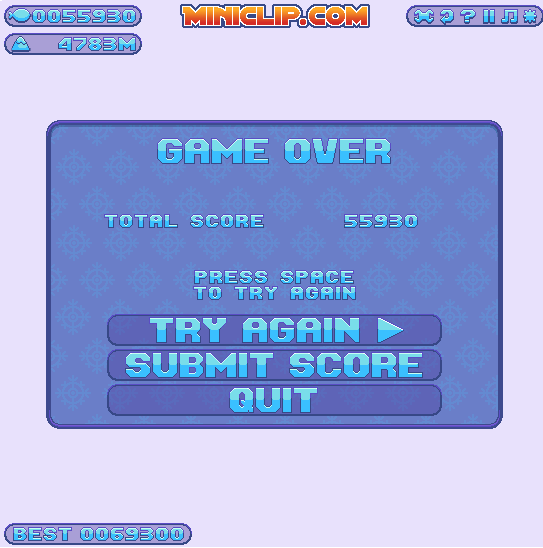 0055930
MINICLIP.COM
?
4783M
GAME OVER
TOTAL SCORE 55930
PRESS SPACE
TO TRY AGAIN
TRY AGAIN
SUBMIT SCORE
QUIT
BEST 0069300